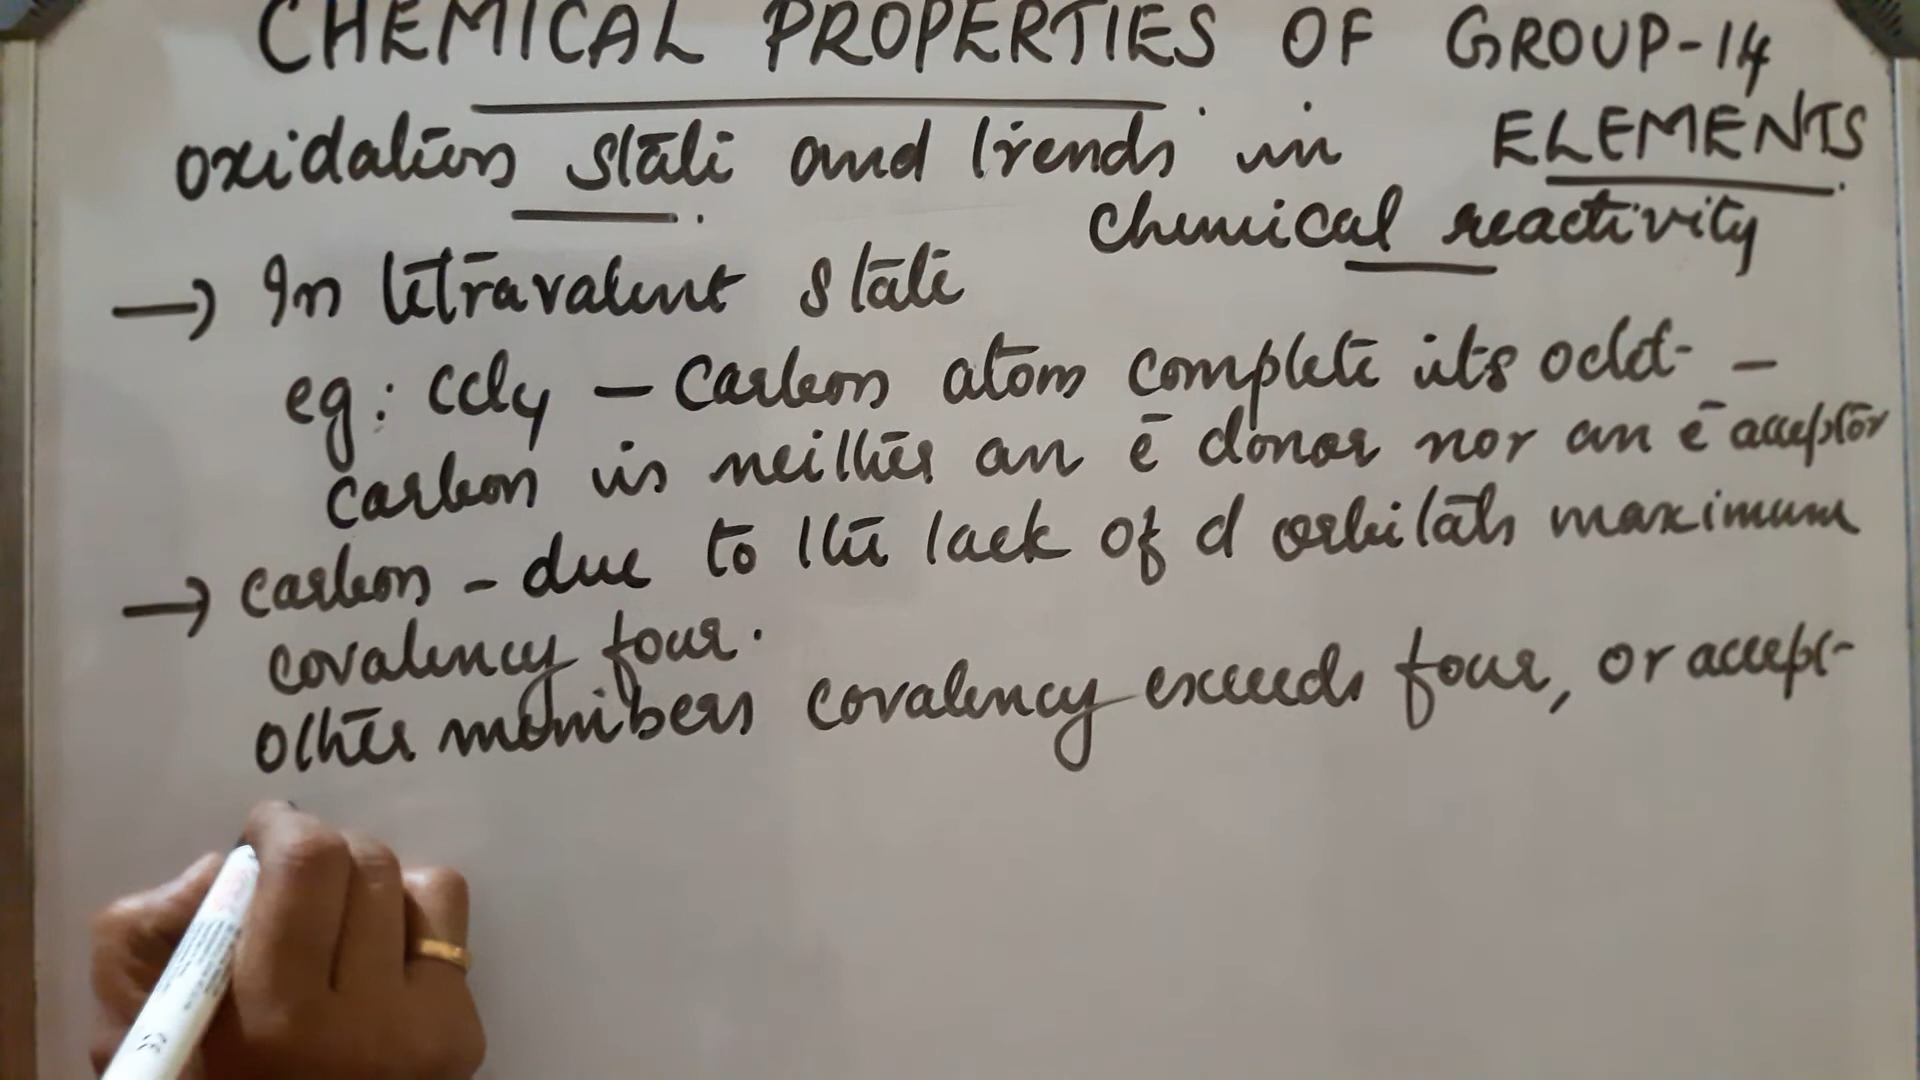 CHEMICAL PROPERTIES OF GROUP-14
ELEMENTS
oxidation state and trends in
chemical reactivity
→ In tetravalent state
eg: CCl4 – Carbon atom complete its octet –
carbon is neither an ē donor nor an ē acceptor
→ carbon – due to the lack of d orbitals maximum
covalency four.
other members covalency exceeds four, or accept-